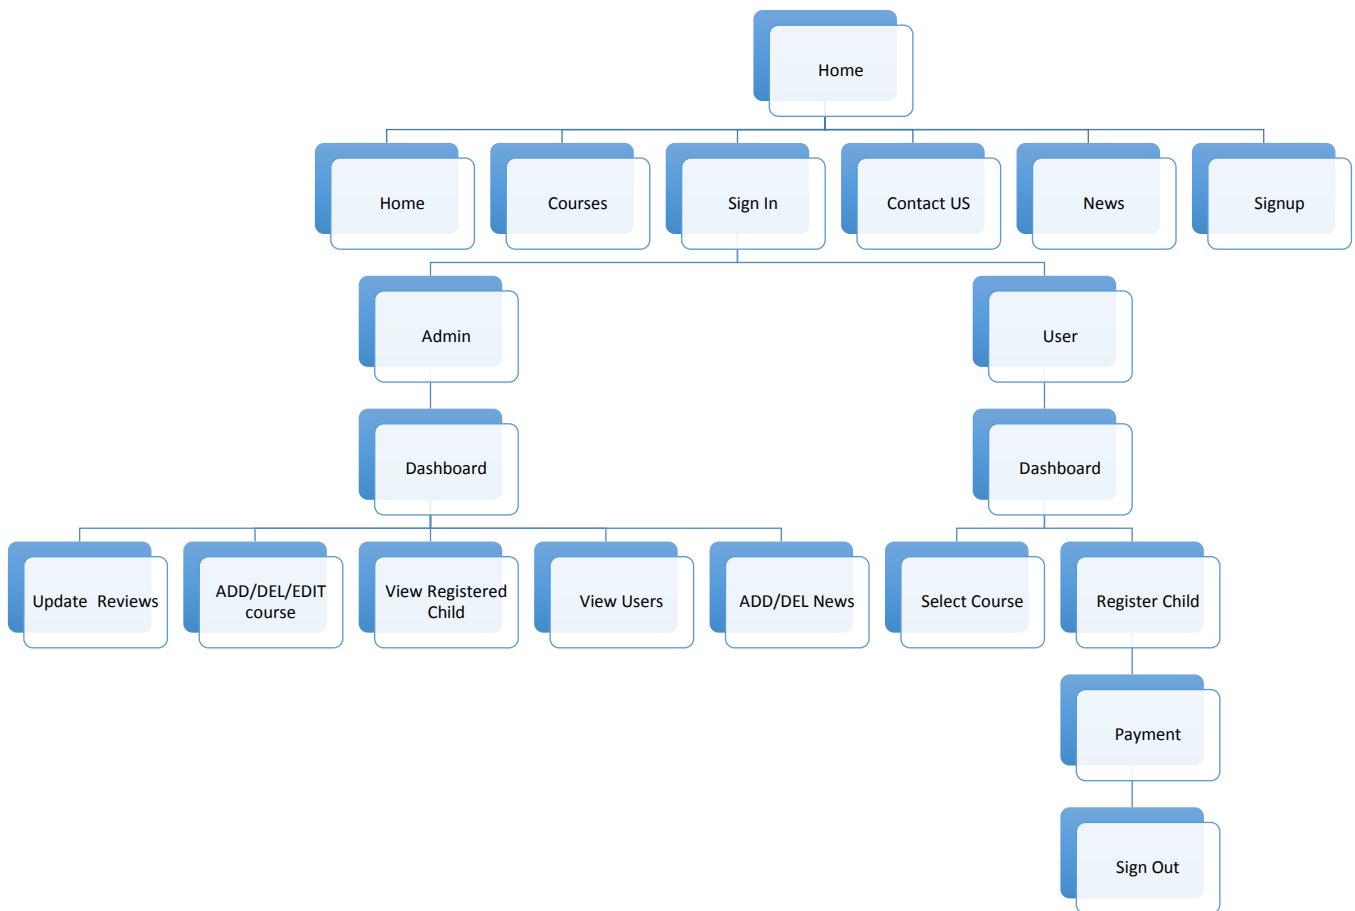 Home
Home
Courses
Sign In
Contact US
News
Signup
Admin
User
Dashboard
Dashboard
Update  Reviews
ADD/DEL/EDIT
course
View Registered
Child
View Users
ADD/DEL News
Select Course
Register Child
Payment
Sign Out